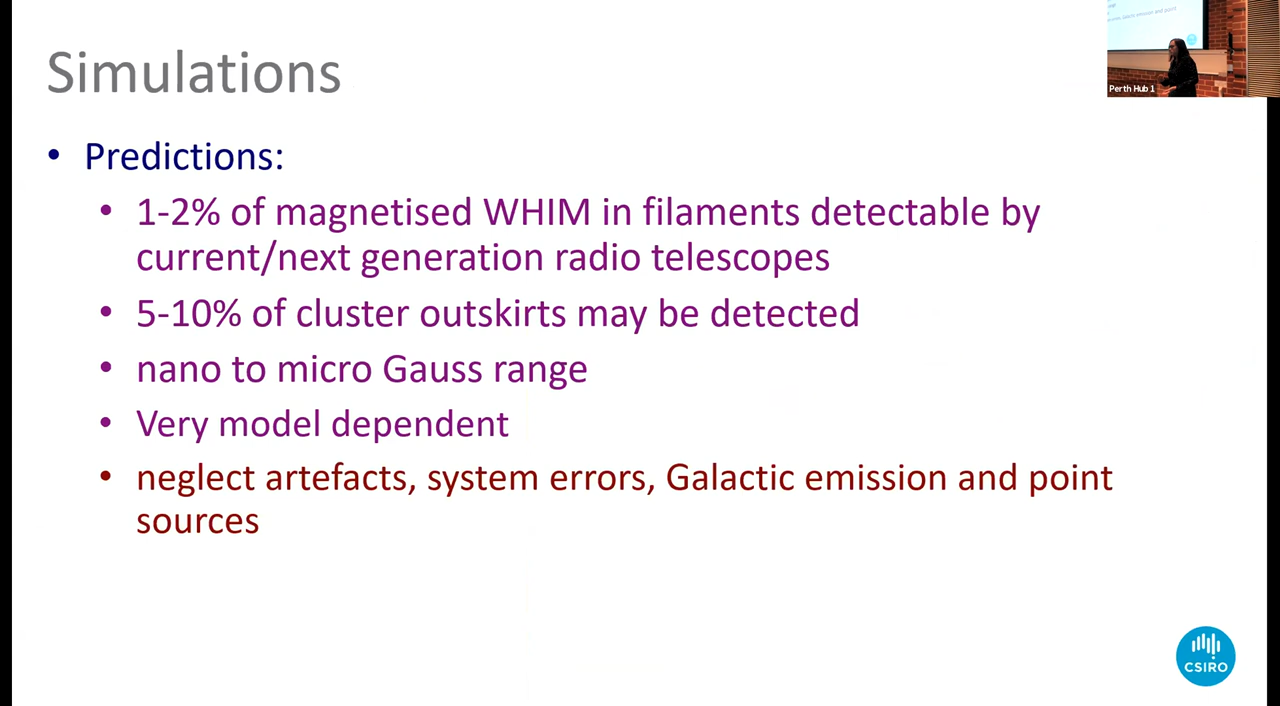 Simulations
• Predictions:
• 1-2% of magnetised WHIM in filaments detectable by
current/next generation radio telescopes
• 5-10% of cluster outskirts may be detected
• nano to micro Gauss range
• Very model dependent
• neglect artefacts, system errors, Galactic emission and point
sources
Perth Hub 1
CSIRO